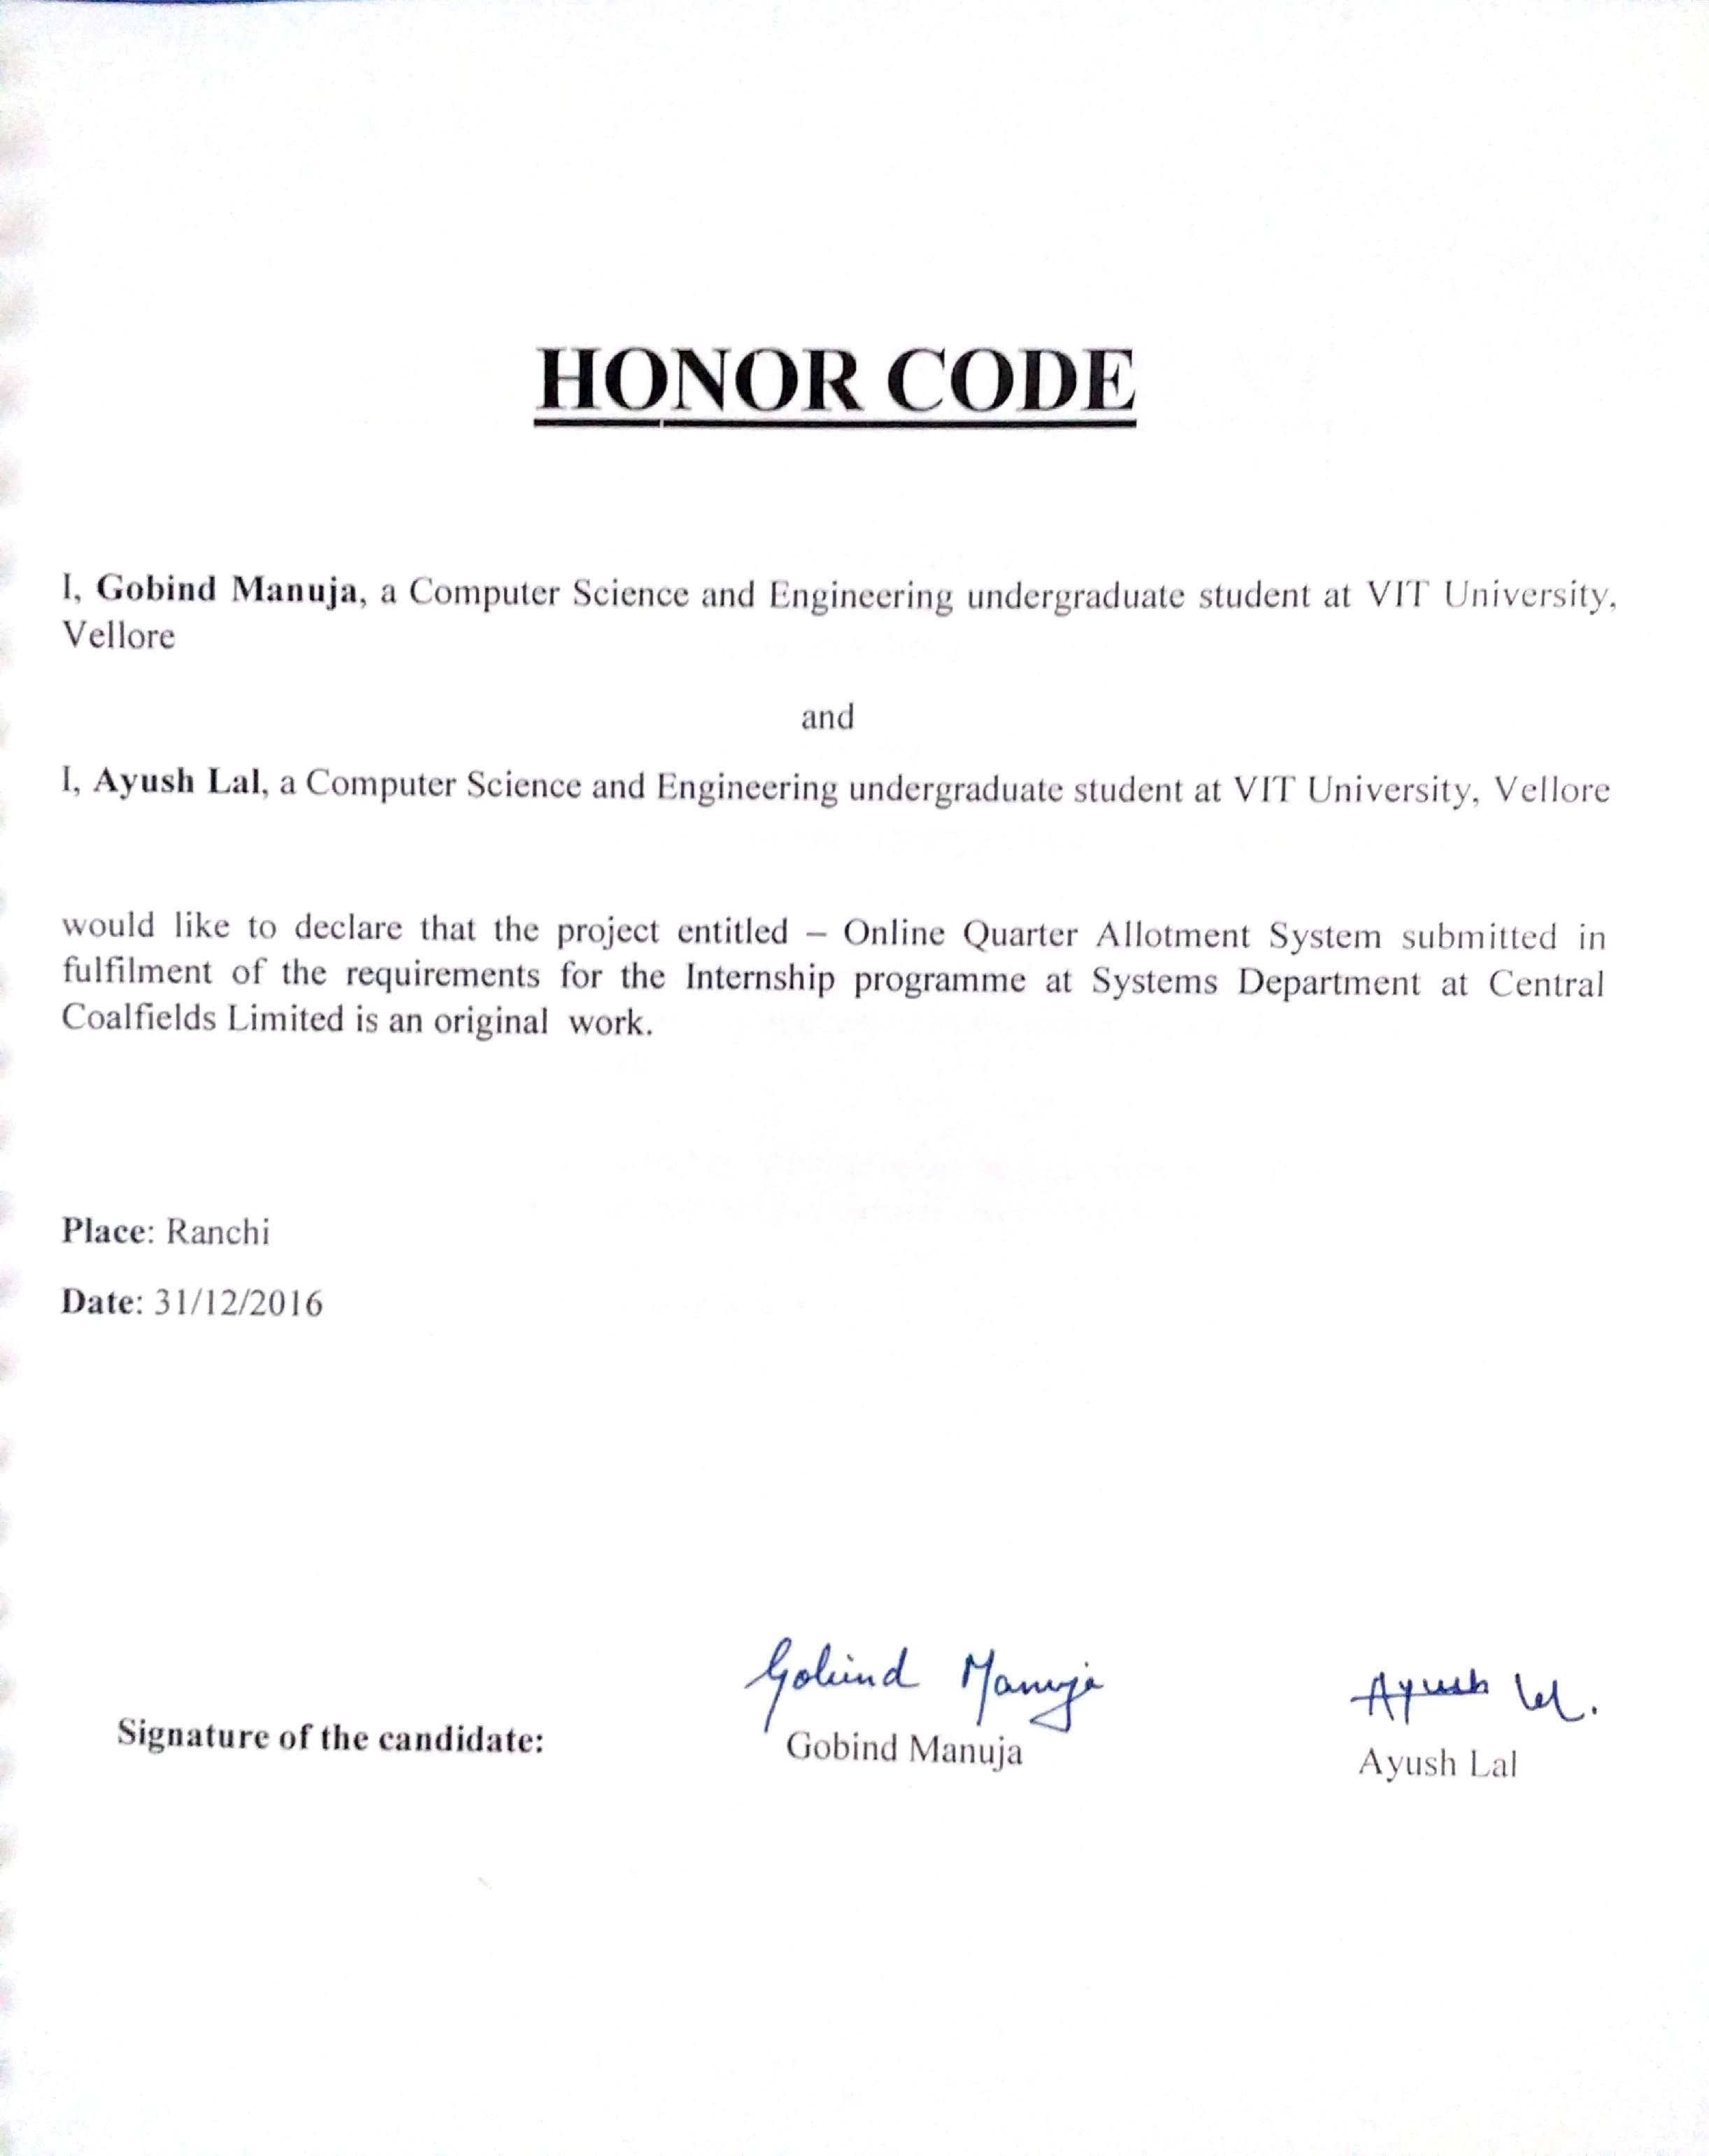 HONOR CODE
I, Gobind Manuja, a Computer Science and Engineering undergraduate student at VIT University,
Vellore
and
I, Ayush Lal, a Computer Science and Engineering undergraduate student at VIT University, Vellore
would like to declare that the project entitled – Online Quarter Allotment System submitted in
fulfilment of the requirements for the Internship programme at Systems Department at Central
Coalfields Limited is an original work.
Place: Ranchi
Date: 31/12/2016
Gobind Manuja
Ayush Lal.
Signature of the candidate:
Gobind Manuja
Ayush Lal